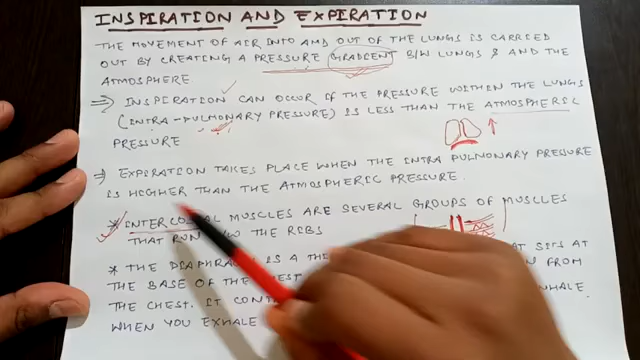 INSPIRATION AND EXPIRATION
THE MOVEMENT OF AIR INTO AND OUT OF THE LUNGS IS CARRIED
OUT BY CREATING A PRESSURE GRADIENT B/W LUNGS & AND THE
ATMOSPHERE
⇒ INSPIRATION CAN OCCUR IF THE PRESSURE WITHIN THE LUNGS
(INTRA-PULMONARY PRESSURE) IS LESS THAN THE ATMOSPHERIC
PRESSURE
⇒ EXPIRATION TAKES PLACE WHEN THE INTRA PULMONARY PRESSURE
IS HIGHER THAN THE ATMOSPHERIC PRESSURE.
* INTERCOSTAL MUSCLES ARE SEVERAL GROUPS OF MUSCLES
THAT RUN B/W THE RIBS
* THE DIAPHRAGM IS A SITS AT
THE BASE OF THE CHEST FROM
THE CHEST. IT INHALE
WHEN YOU EXHALE